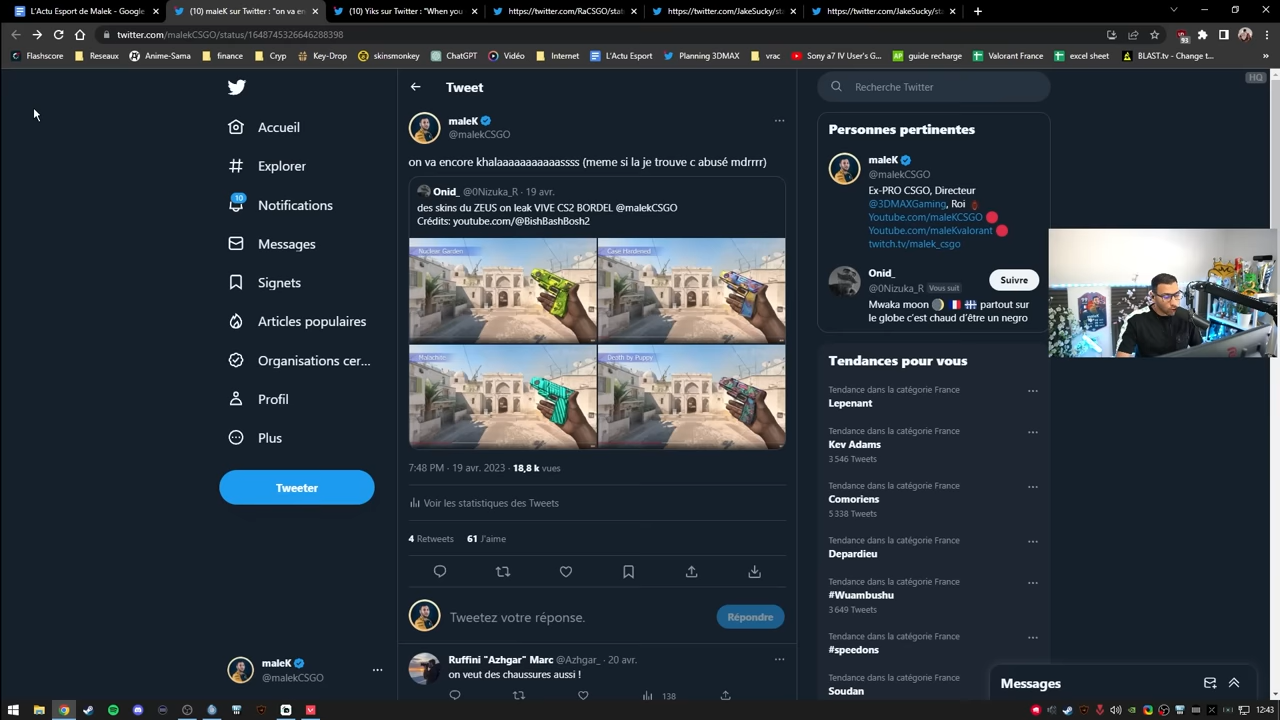 L'Actu Esport de Malek - Google
(10) maleK sur Twitter : "on va en
(10) Yiks sur Twitter : "When you
https://twitter.com/RaCSGO/stat
https://twitter.com/JakeSucky/st
https://twitter.com/JakeSucky/st
twitter.com/malekCSGO/status/1648745326646288398
Flashscore
Reseaux
Anime-Sama
finance
Cryp
Key-Drop
skinsmonkey
ChatGPT
Vidéo
Internet
L'Actu Esport
Planning 3DMAX
vrac
Sony a7 IV User's G...
guide recharge
Valorant France
excel sheet
BLAST.tv - Change t...
HQ
Accueil
Explorer
10
Notifications
Messages
Signets
Articles populaires
Organisations cer...
Profil
Plus
Tweeter
maleK
@malekCSGO
Tweet
maleK
@malekCSGO
on va encore khalaaaaaaaaaaassss (meme si la je trouve c abusé mdrrrr)
Onid_ @0Nizuka_R · 19 avr.
des skins du ZEUS on leak VIVE CS2 BORDEL @malekCSGO
Crédits: youtube.com/@BishBashBosh2
Nuclear Garden
Case Hardened
Malachite
Death by Puppy
7:48 PM · 19 avr. 2023 · 18,8 k vues
Voir les statistiques des Tweets
4 Retweets 61 J'aime
Tweetez votre réponse.
Répondre
Ruffini "Azhgar" Marc @Azhgar_ · 20 avr.
on veut des chaussures aussi !
138
Recherche Twitter
Personnes pertinentes
maleK
@malekCSGO
Ex-PRO CSGO, Directeur
@3DMAXGaming, Roi
Youtube.com/maleKCSGO
Youtube.com/maleKvalorant
twitch.tv/malek_csgo
Onid_
@0Nizuka_R Vous suit
Suivre
Mwaka moon partout sur
le globe c'est chaud d'être un negro
Tendances pour vous
Tendance dans la catégorie France
Lepenant
Tendance dans la catégorie France
Kev Adams
3 546 Tweets
Tendance dans la catégorie France
Comoriens
5 338 Tweets
Tendance dans la catégorie France
Depardieu
Tendance dans la catégorie France
#Wuambushu
3 649 Tweets
Tendance dans la catégorie France
#speedons
Tendance dans la catégorie France
Soudan
Messages
12:43